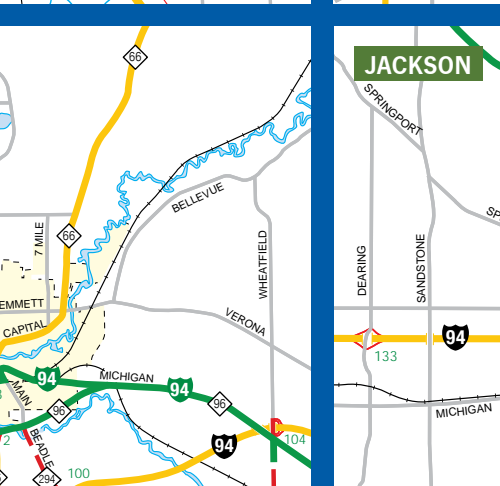 66
JACKSON
SPRINGPORT
BELLEVUE
7 MILE
66
WHEATFIELD
DEARING
SANDSTONE
SP
EMMETT
CAPITAL
VERONA
94
133
94
MICHIGAN
94
96
MAIN
96
MICHIGAN
2
BEADLE
94
104
100
294